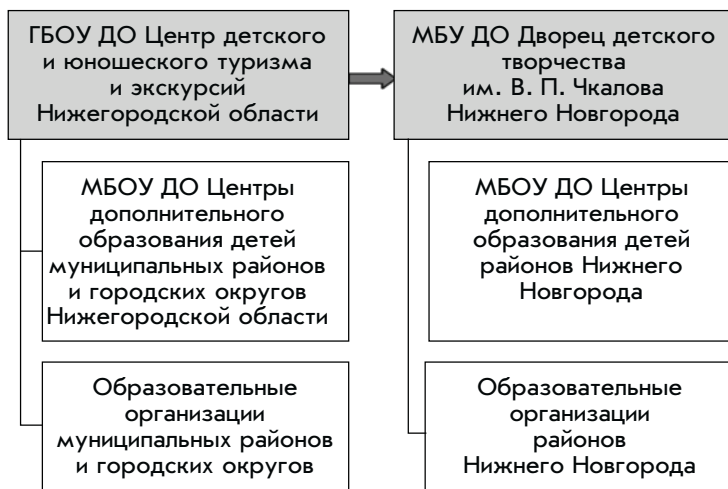 ГБОУ ДО Центр детского
и юношеского туризма
и экскурсий
Нижегородской области
МБУ ДО Дворец детского
творчества
им. В. П. Чкалова
Нижнего Новгорода
МБОУ ДО Центры
дополнительного
образования детей
муниципальных районов
и городских округов
Нижегородской области
МБОУ ДО Центры
дополнительного
образования детей
районов Нижнего
Новгорода
Образовательные
организации
муниципальных районов
и городских округов
Образовательные
организации
районов
Нижнего Новгорода